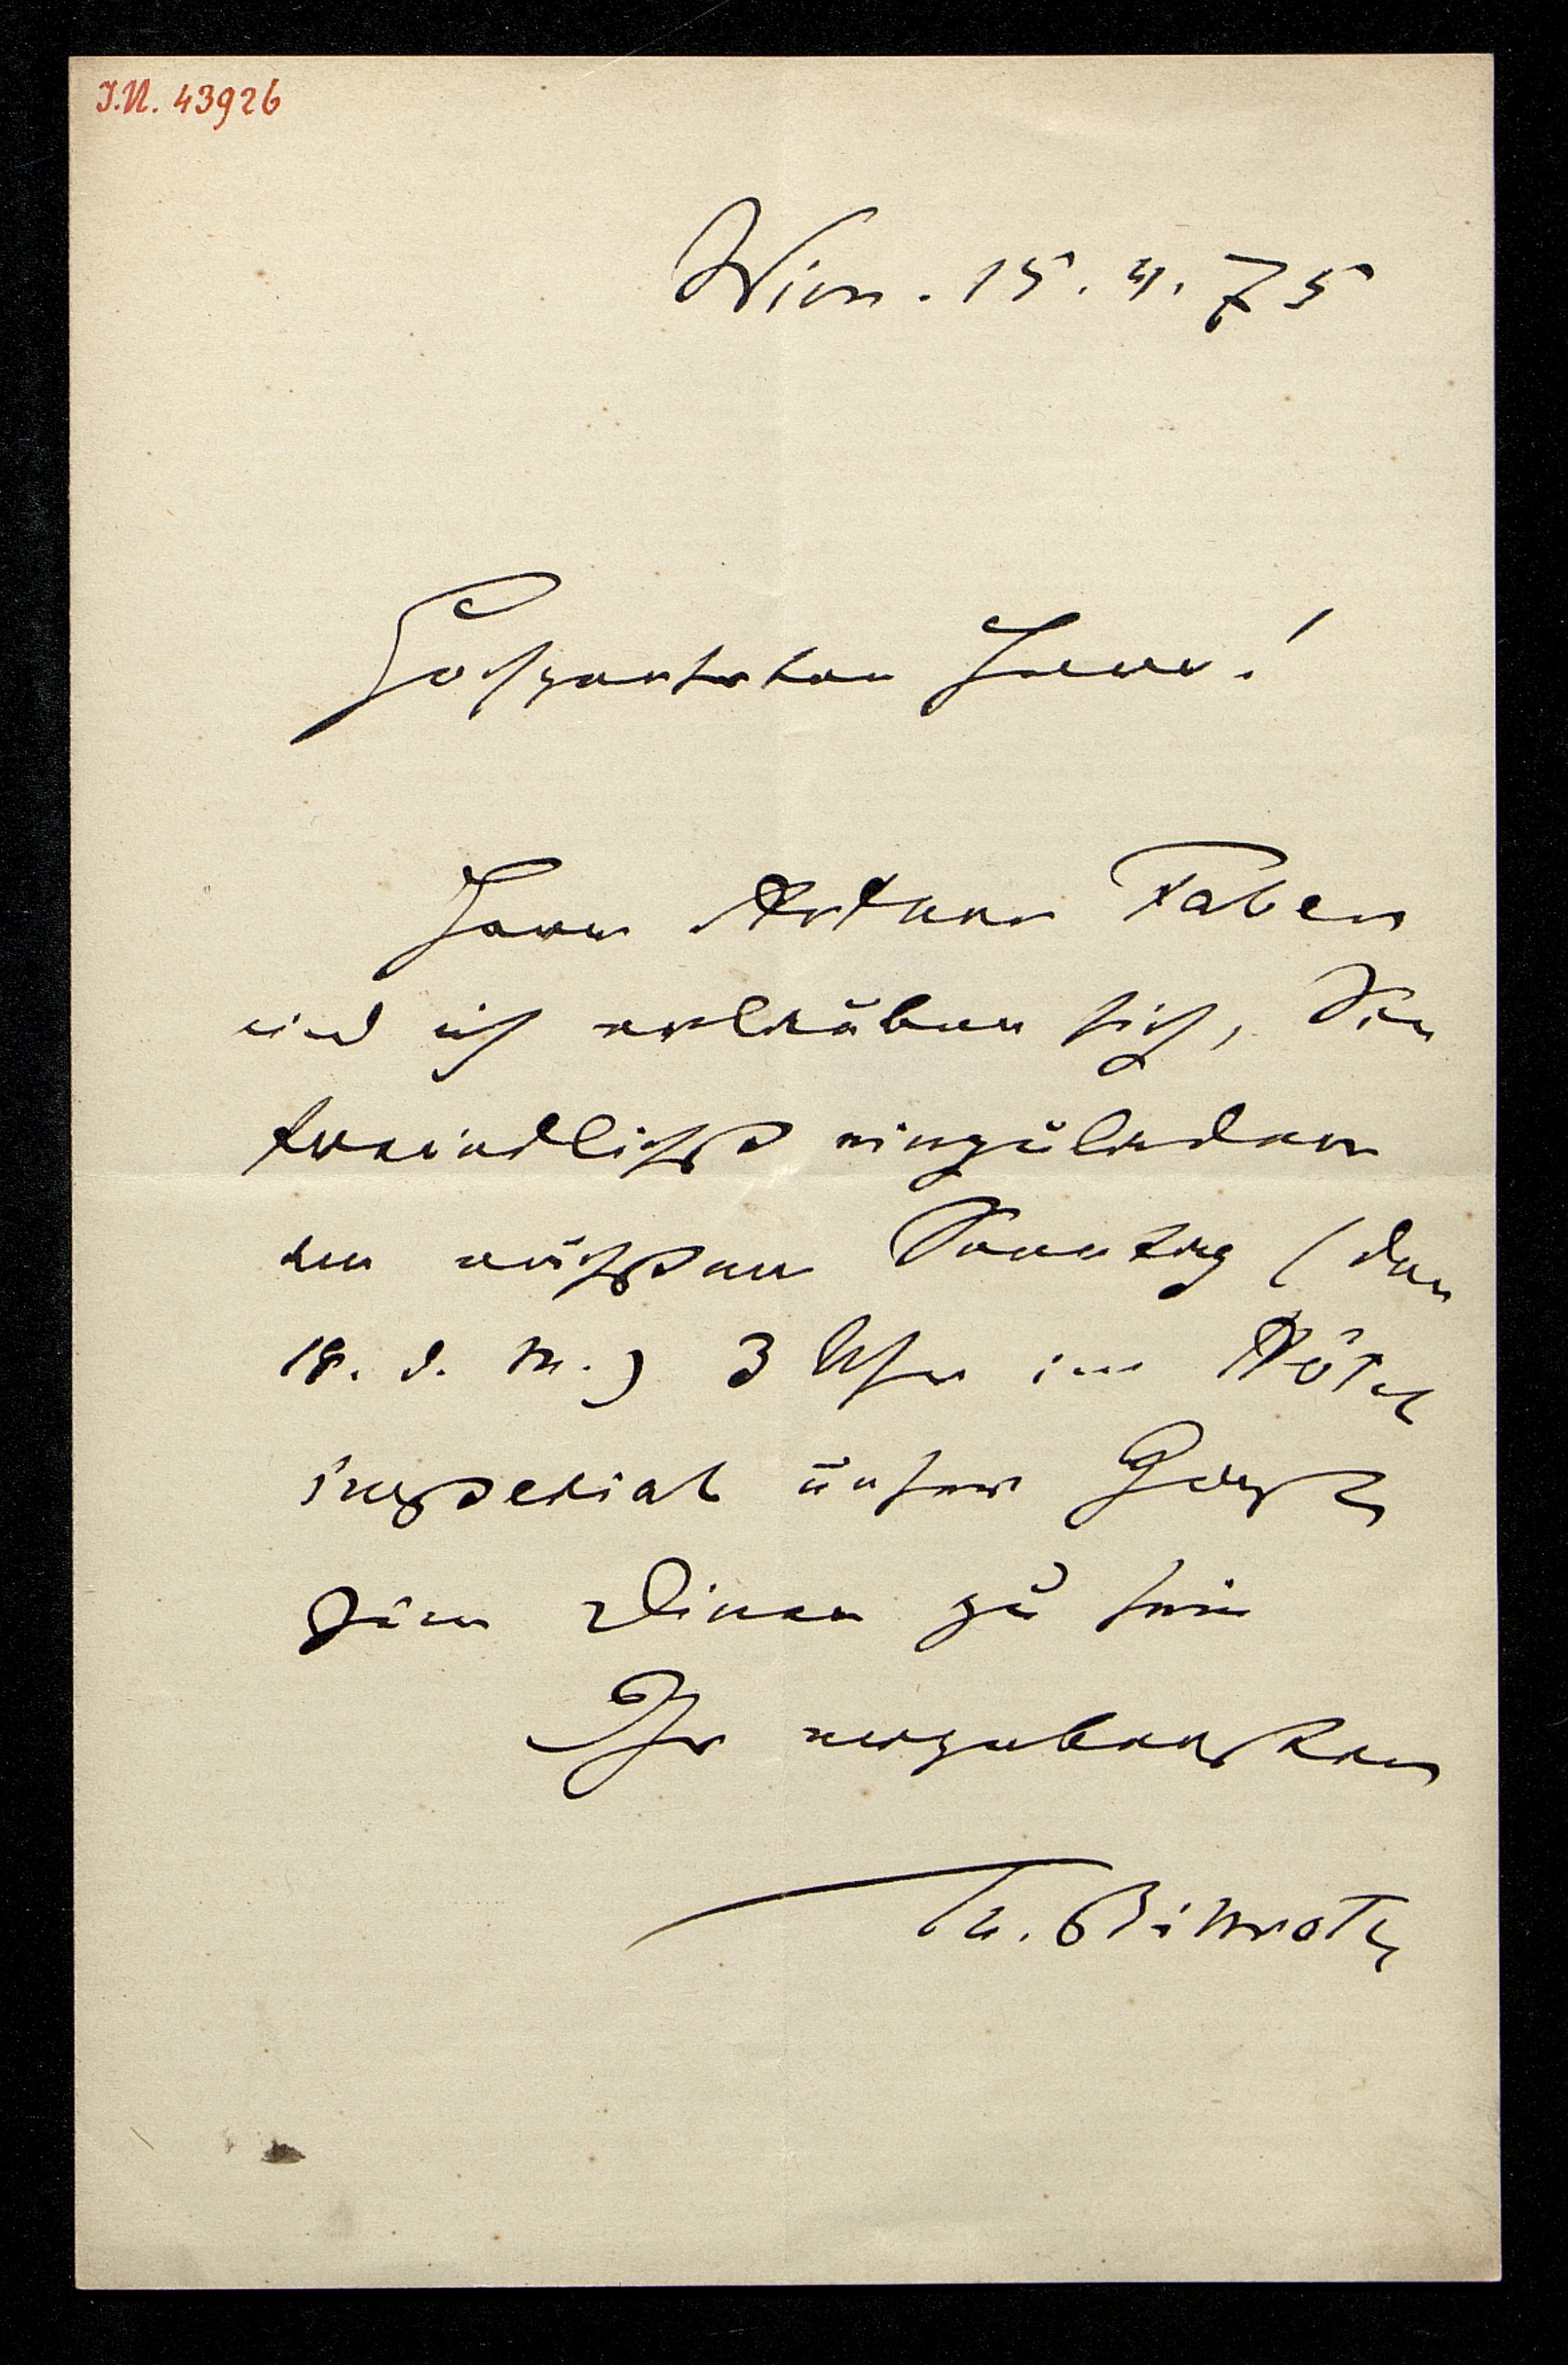 I.N. 43926
Wien. 15. 4. 75
Hochgeehrter Herr!
Herr Arthur Faber
und ich erlauben sich, Sie
freundlichst einzuladen
am nächsten Sonntag (den
18. d. M.) 3 Uhr im Hôtel
imperial unser Gast
zum Diner zu sein
Ihr ergebenster
Th. Billroth